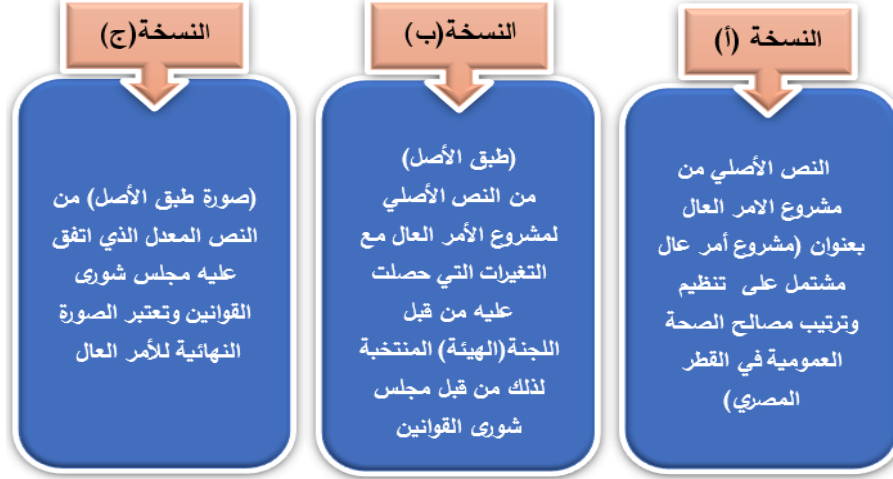 النسخة (أ)
النص الأصلي من
مشروع الامر العال
بعنوان (مشروع أمر عال
مشتمل على تنظيم
وترتيب مصالح الصحة
العمومية في القطر
المصري)
النسخة(ب)
(طبق الأصل)
من النص الأصلي
لمشروع الأمر العال مع
التغيرات التي حصلت
عليه من قبل
اللجنة(الهيئة) المنتخبة
لذلك من قبل مجلس
شورى القوانين
النسخة(ج)
(صورة طبق الأصل) من
النص المعدل الذي اتفق
عليه مجلس شورى
القوانين وتعتبر الصورة
النهائية للأمر العال